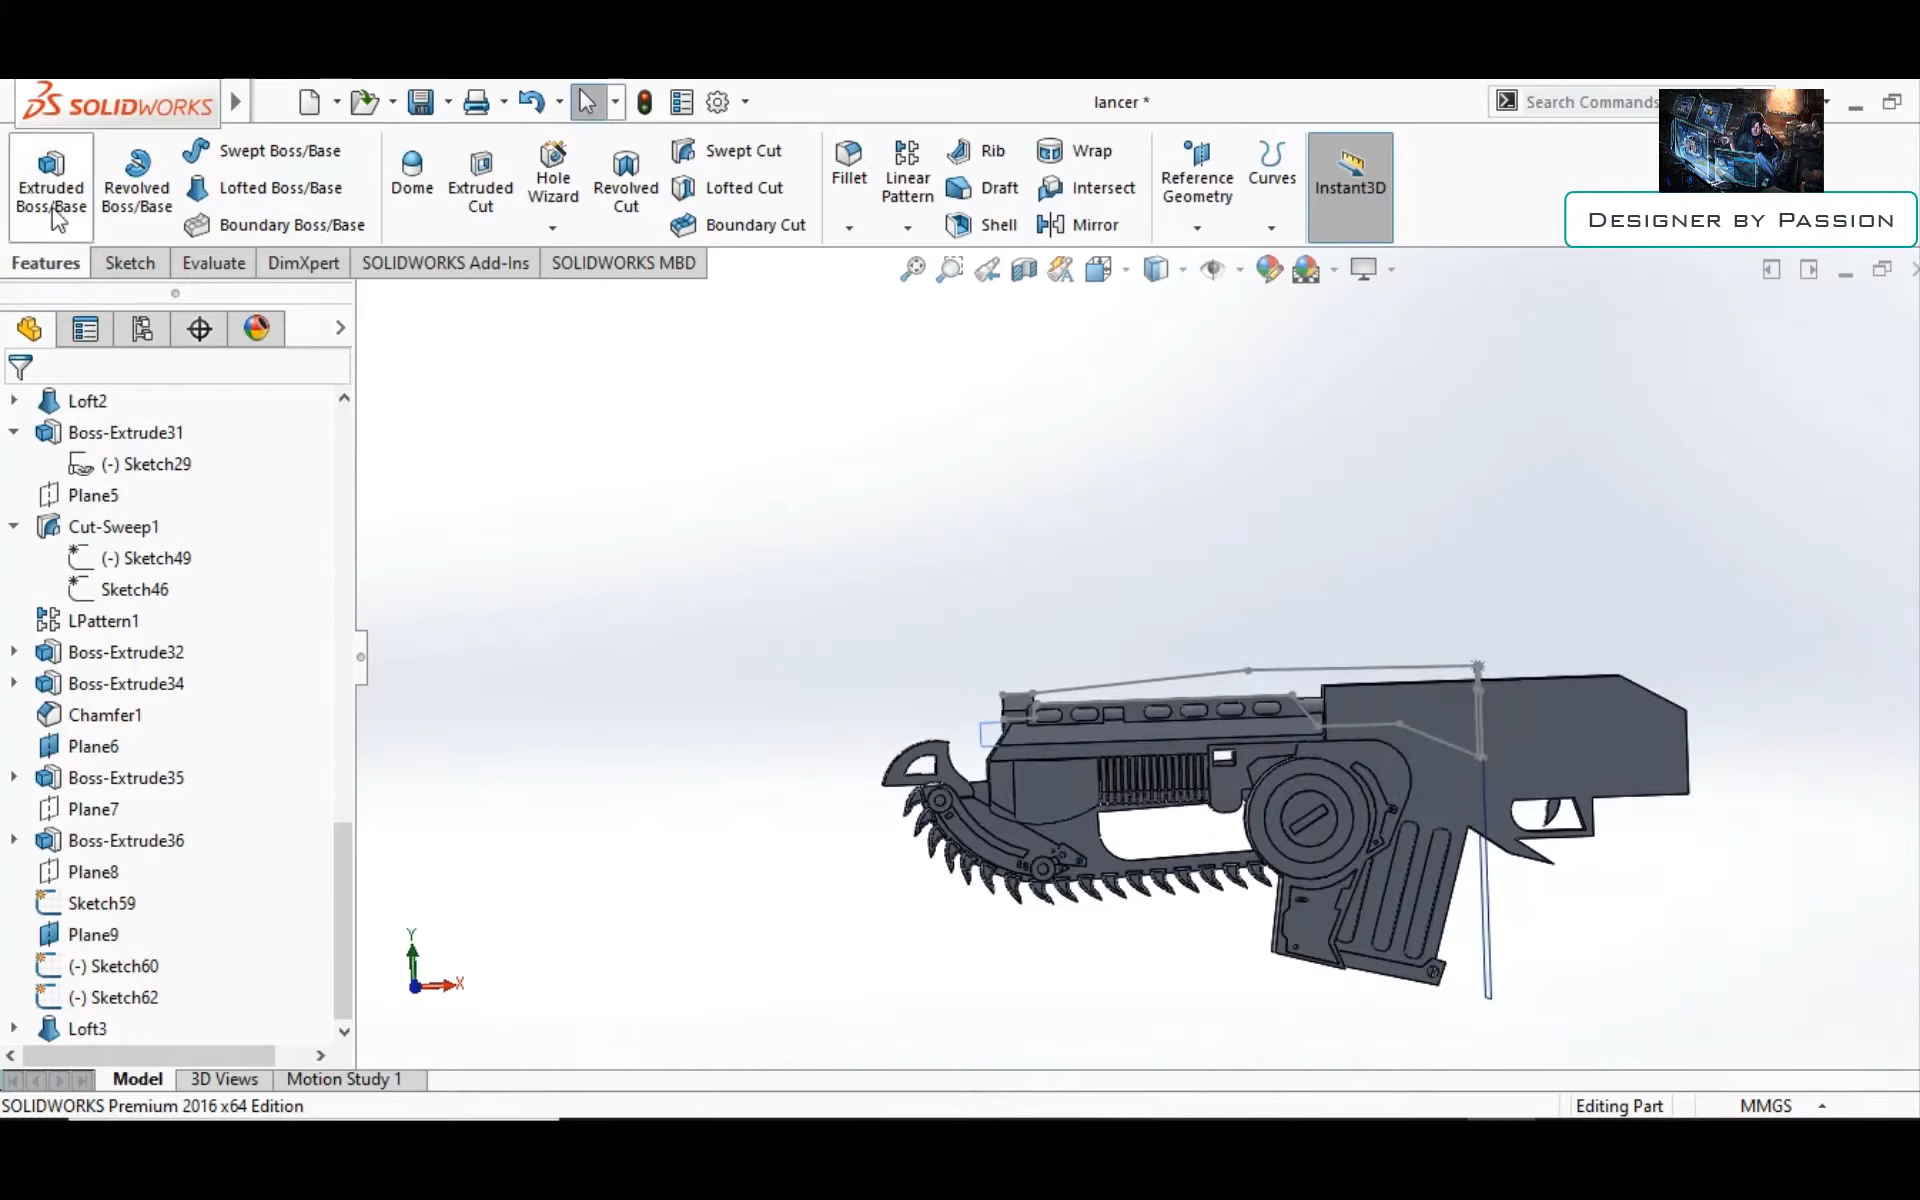 SOLIDWORKS
lancer *
Search Commands
DESIGNER BY PASSION
Extruded
Boss/Base
Revolved
Boss/Base
Swept Boss/Base
Lofted Boss/Base
Boundary Boss/Base
Dome
Extruded
Cut
Hole
Wizard
Revolved
Cut
Swept Cut
Lofted Cut
Boundary Cut
Fillet
Linear
Pattern
Rib
Draft
Shell
Wrap
Intersect
Mirror
Reference
Geometry
Curves
Instant3D
Features
Sketch
Evaluate
DimXpert
SOLIDWORKS Add-Ins
SOLIDWORKS MBD
Loft2
Boss-Extrude31
(-) Sketch29
Plane5
Cut-Sweep1
(-) Sketch49
Sketch46
LPattern1
Boss-Extrude32
Boss-Extrude34
Chamfer1
Plane6
Boss-Extrude35
Plane7
Boss-Extrude36
Plane8
Sketch59
Plane9
(-) Sketch60
(-) Sketch62
Loft3
Y
X
Model
3D Views
Motion Study 1
SOLIDWORKS Premium 2016 x64 Edition
Editing Part
MMGS